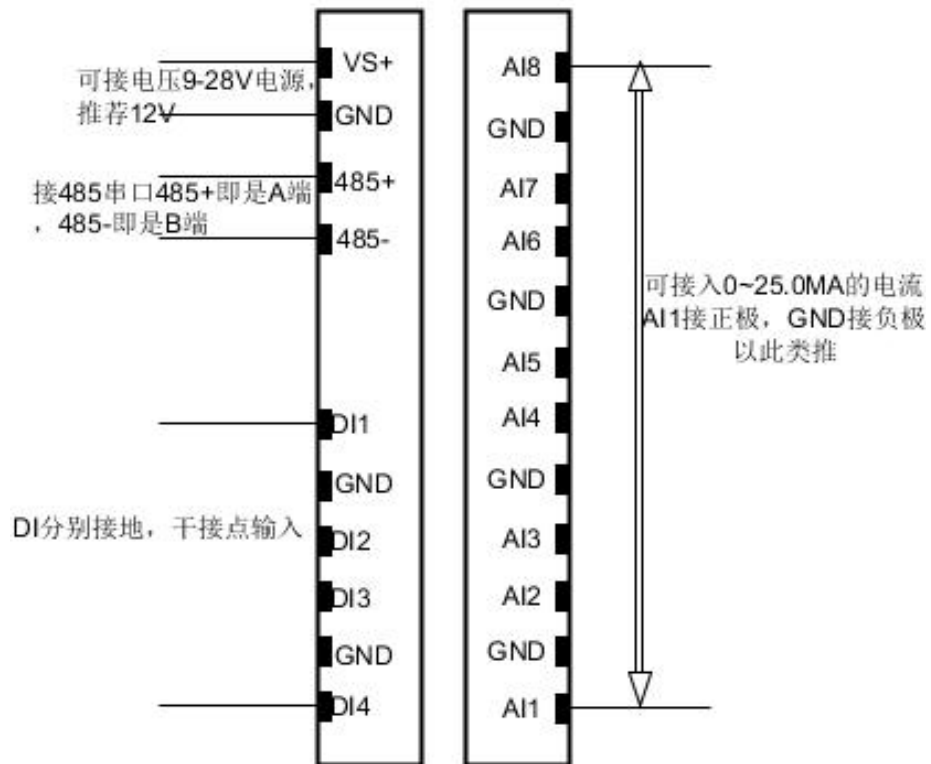 VS+
可接电压9-28V电源，
推荐12V
GND
485+
接485串口485+即是A端
，485-即是B端
485-
DI1
GND
DI分别接地，干接点输入
DI2
DI3
GND
DI4
AI8
GND
AI7
AI6
GND
AI5
AI4
GND
AI3
AI2
GND
AI1
可接入0~25.0MA的电流
AI1接正极，GND接负极
以此类推